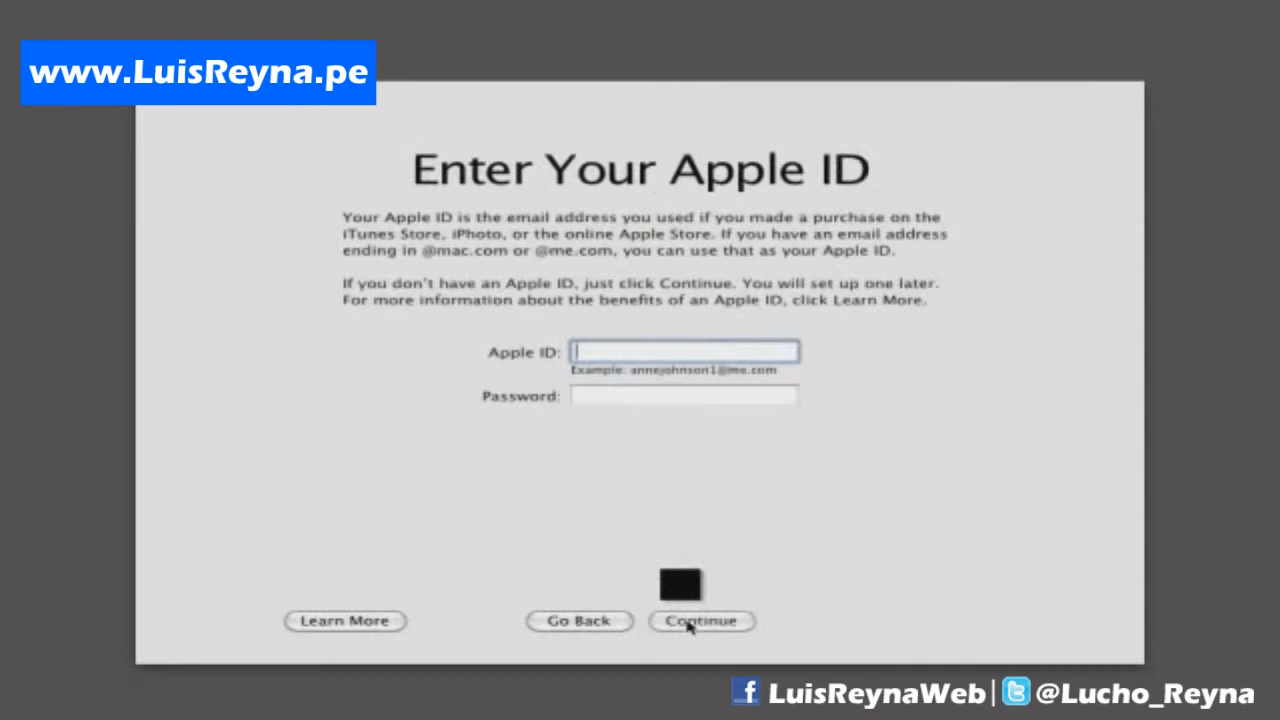 www.LuisReyna.pe
Enter Your Apple ID
Your Apple ID is the email address you used if you made a purchase on the
iTunes Store, iPhoto, or the online Apple Store. If you have an email address
ending in @mac.com or @me.com, you can use that as your Apple ID.
If you don't have an Apple ID, just click Continue. You will set up one later.
For more information about the benefits of an Apple ID, click Learn More.
Apple ID:
Example: annejohnson1@me.com
Password:
Learn More
Go Back
Continue
f LuisReynaWeb | t @Lucho_Reyna